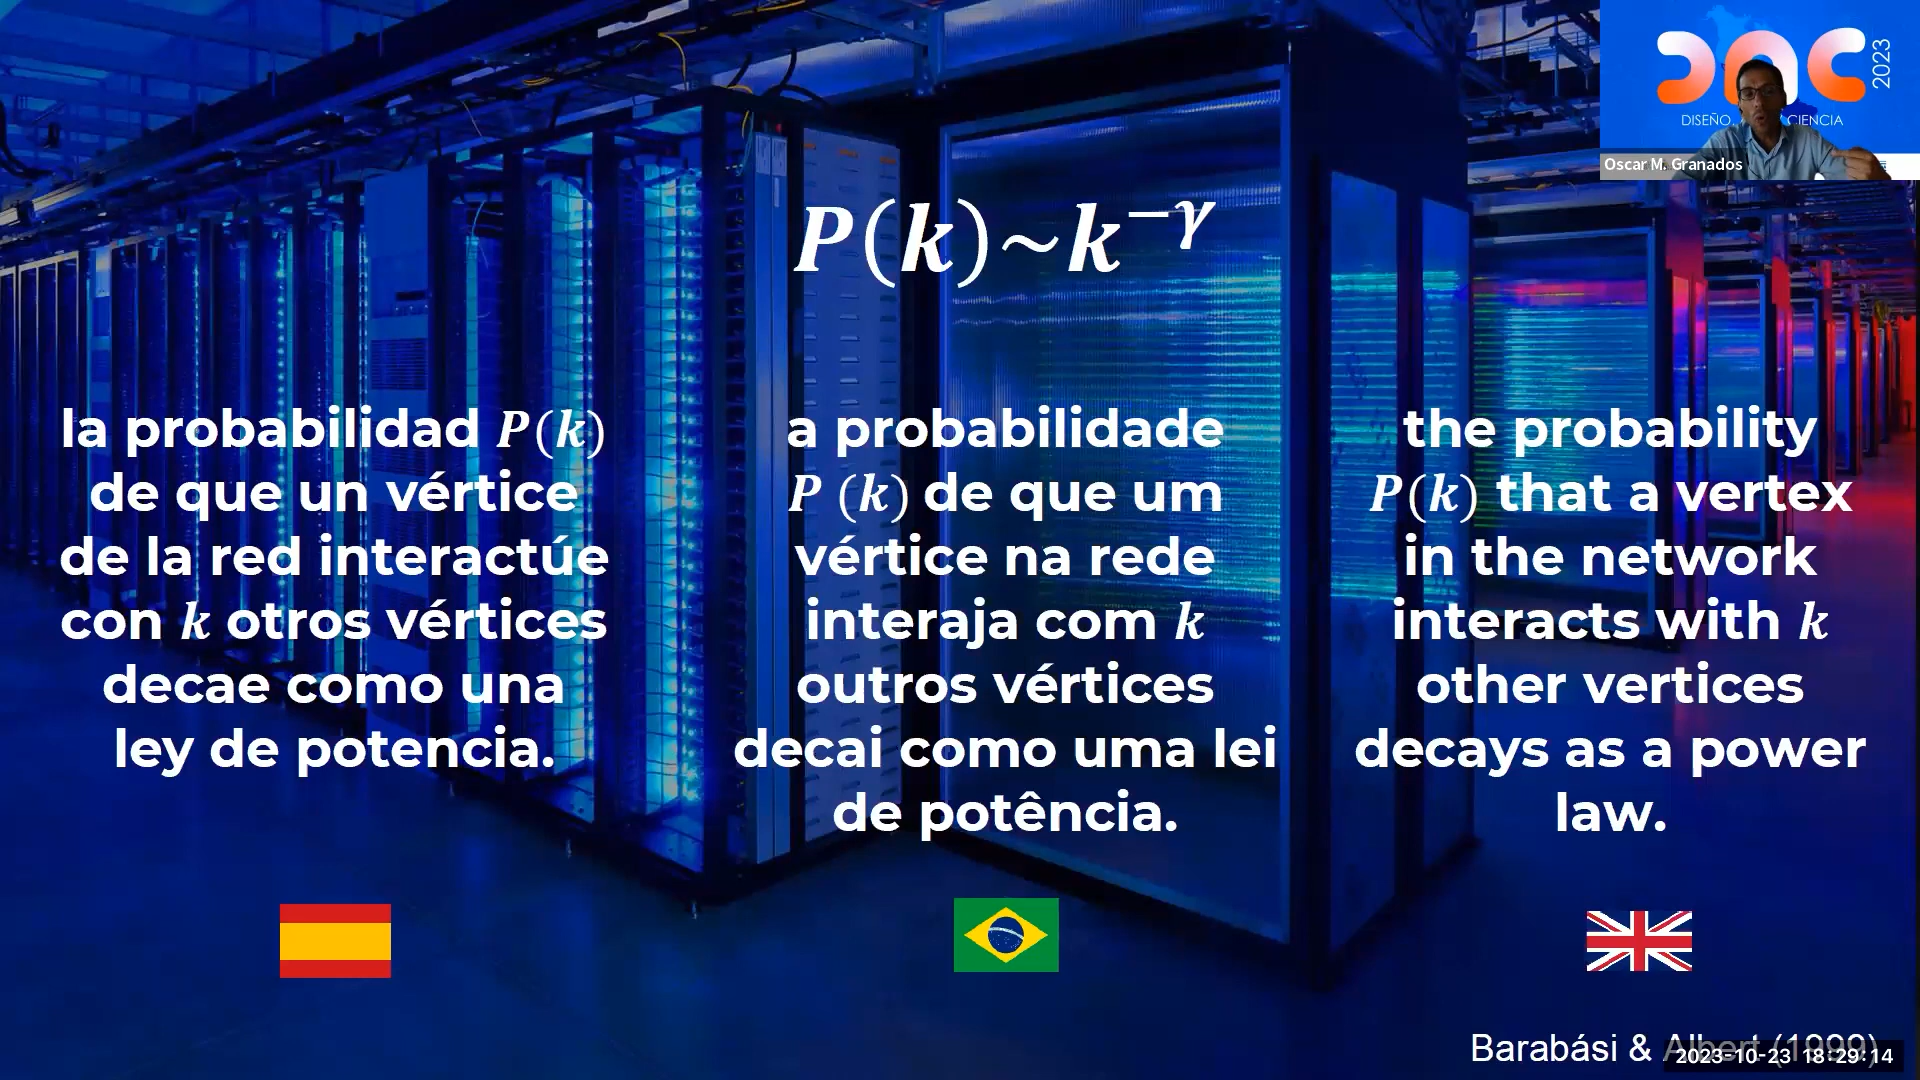 2023
DISEÑO, CIENCIA
Oscar M. Granados
P(k)~k^{−γ}
la probabilidad P(k)
de que un vértice
de la red interactúe
con k otros vértices
decae como una
ley de potencia.
a probabilidade
P (k) de que um
vértice na rede
interaja com k
outros vértices
decai como uma lei
de potência.
the probability
P(k) that a vertex
in the network
interacts with k
other vertices
decays as a power
law.
Barabási & Albert (1999)
2023-10-23 18:29:14